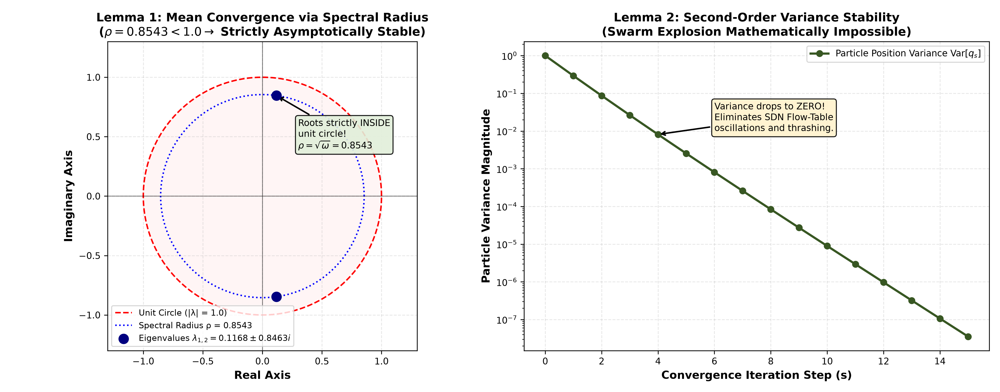 Lemma 1: Mean Convergence via Spectral Radius
(ρ = 0.8543 < 1.0 → Strictly Asymptotically Stable)
Imaginary Axis
1.0
0.5
0.0
−0.5
−1.0
Roots strictly INSIDE
unit circle!
ρ = √ω = 0.8543
Unit Circle (|λ| = 1.0)
Spectral Radius ρ = 0.8543
Eigenvalues λ₁,₂ = 0.1168 ± 0.8463i
−1.0 −0.5 0.0 0.5 1.0
Real Axis
Lemma 2: Second-Order Variance Stability
(Swarm Explosion Mathematically Impossible)
Particle Variance Magnitude
10⁰
10⁻¹
10⁻²
10⁻³
10⁻⁴
10⁻⁵
10⁻⁶
10⁻⁷
Particle Position Variance Var[qₛ]
Variance drops to ZERO!
Eliminates SDN Flow-Table
oscillations and thrashing.
0 2 4 6 8 10 12 14
Convergence Iteration Step (s)